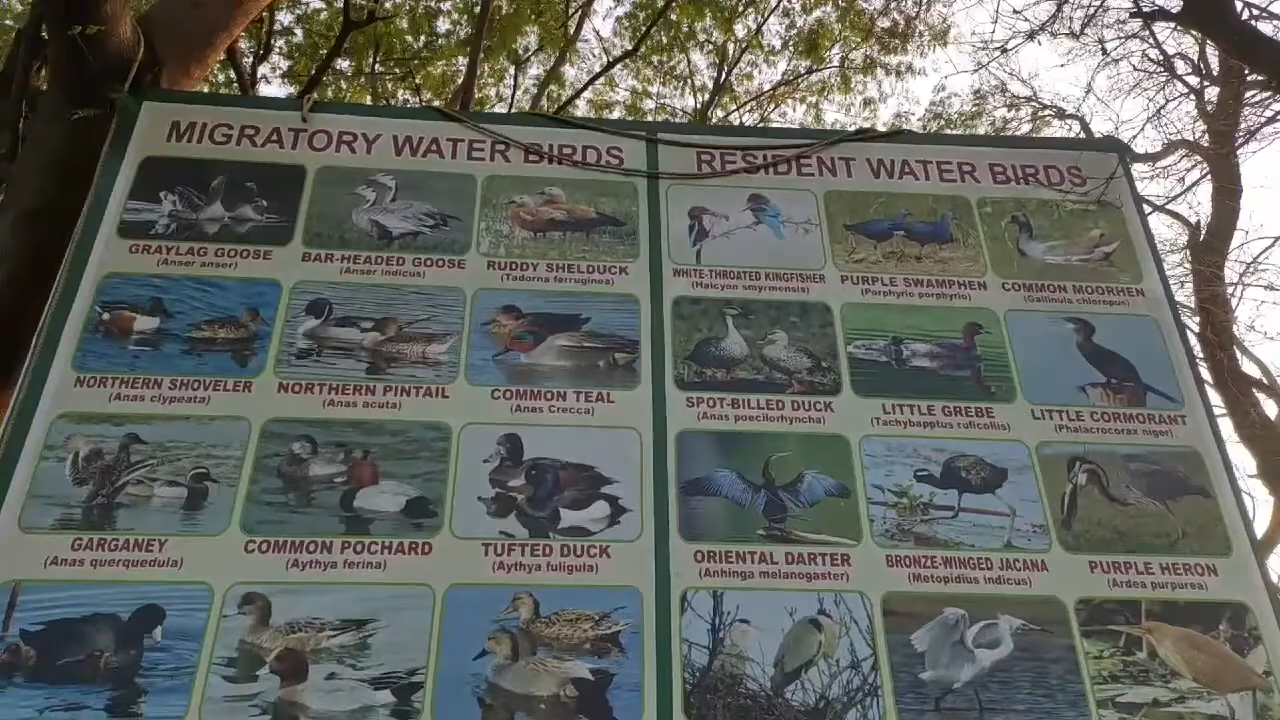 MIGRATORY WATER BIRDS
GRAYLAG GOOSE
(Anser anser)
BAR-HEADED GOOSE
(Anser indicus)
RUDDY SHELDUCK
(Tadorna ferruginea)
NORTHERN SHOVELER
(Anas clypeata)
NORTHERN PINTAIL
(Anas acuta)
COMMON TEAL
(Anas Crecca)
GARGANEY
(Anas querquedula)
COMMON POCHARD
(Aythya ferina)
TUFTED DUCK
(Aythya fuligula)
RESIDENT WATER BIRDS
WHITE-THROATED KINGFISHER
(Halcyon smyrmensis)
PURPLE SWAMPHEN
(Porphyrio porphyrio)
COMMON MOORHEN
(Gallinula chloropus)
SPOT-BILLED DUCK
(Anas poecilorhyncha)
LITTLE GREBE
(Tachybapptus ruficollis)
LITTLE CORMORANT
(Phalacrocorax niger)
ORIENTAL DARTER
(Anhinga melanogaster)
BRONZE-WINGED JACANA
(Metopidius indicus)
PURPLE HERON
(Ardea purpurea)